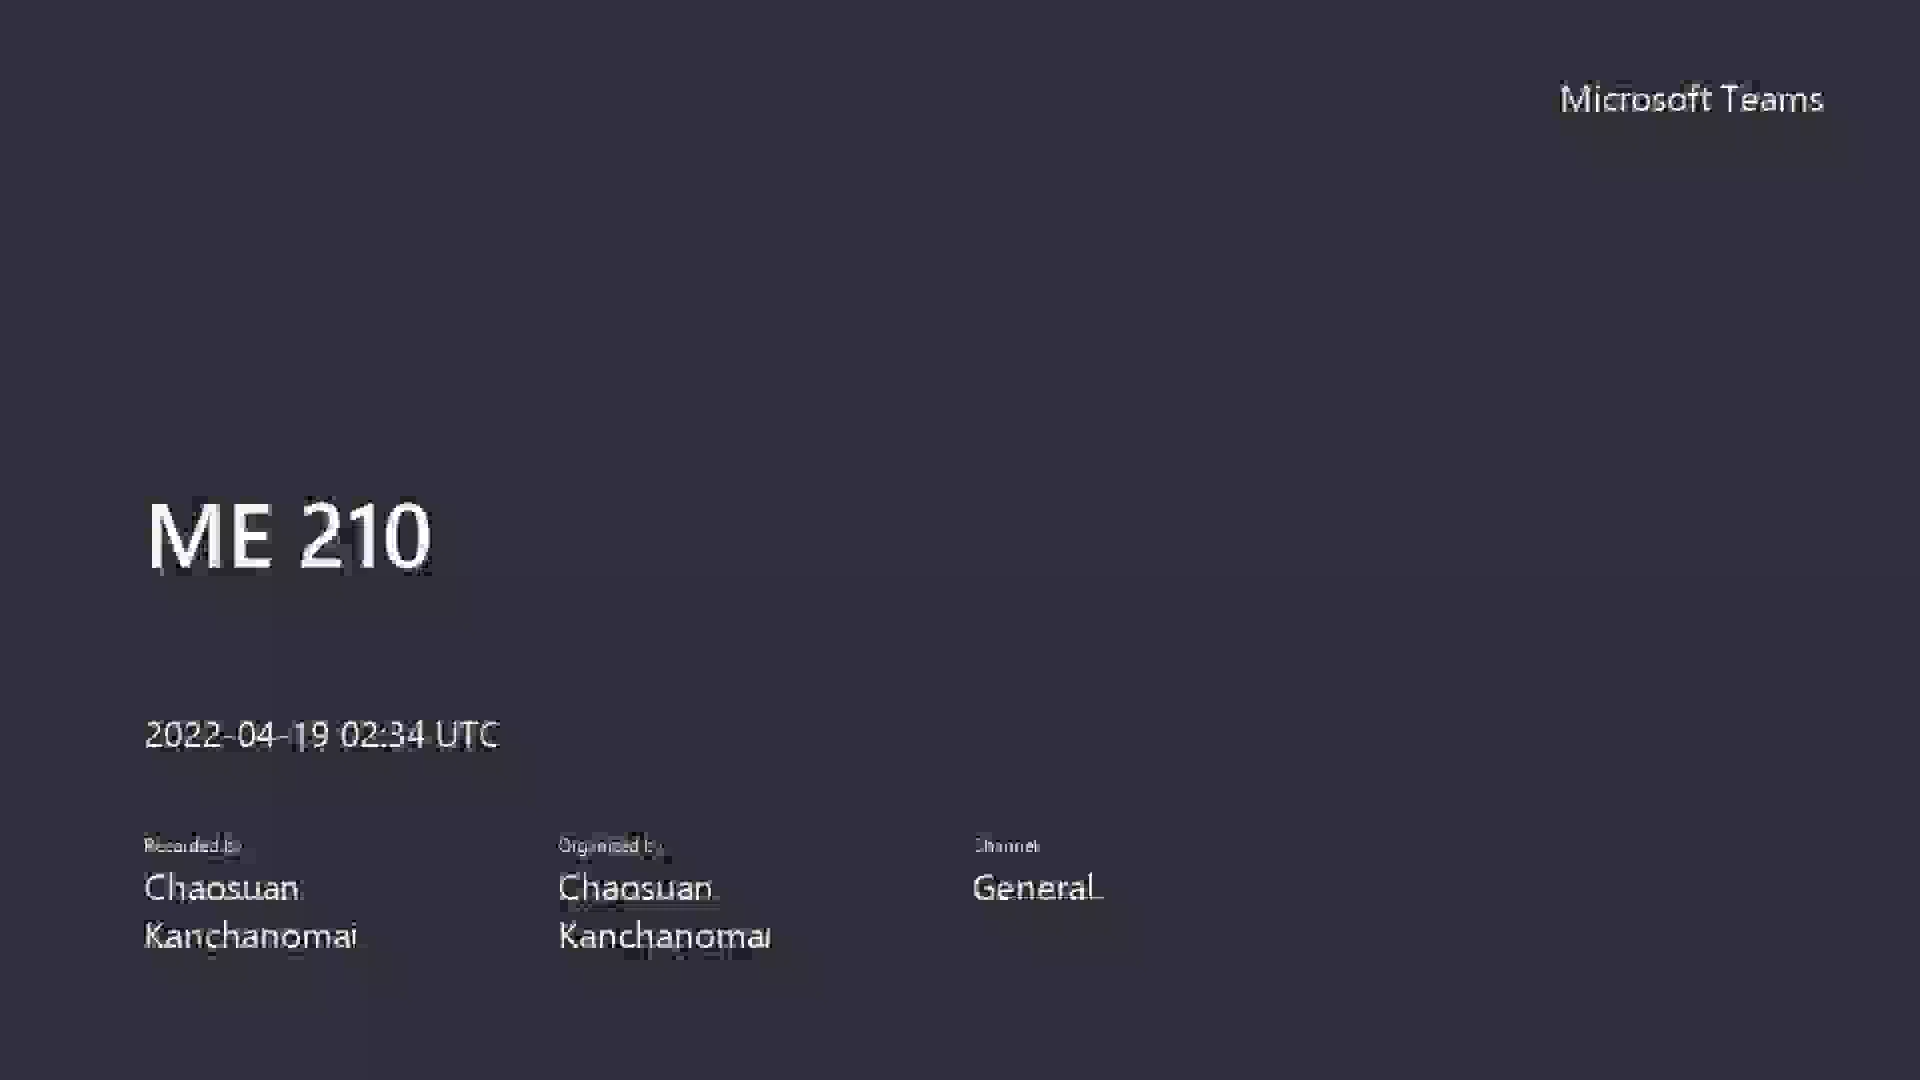 Microsoft Teams
ME 210
2022-04-19 02:34 UTC
Recorded by
Organized by
Channel
Chaosuan
Chaosuan
General
Kanchanomai
Kanchanomai